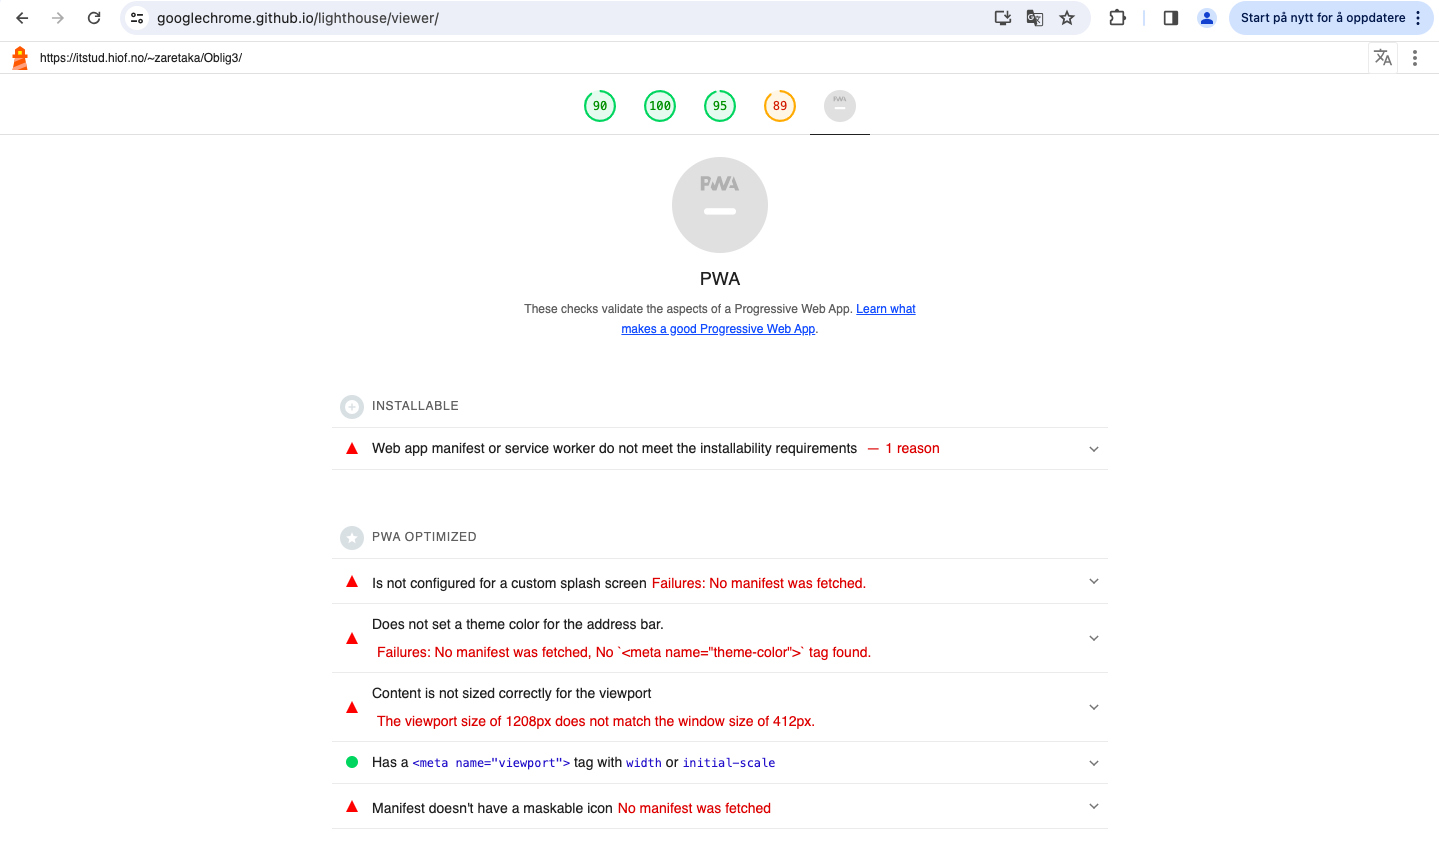 googlechrome.github.io/lighthouse/viewer/
Start på nytt for å oppdatere
https://itstud.hiof.no/~zaretaka/Oblig3/
90 100 95 89 PWA
PWA
PWA
These checks validate the aspects of a Progressive Web App. Learn what
makes a good Progressive Web App.
INSTALLABLE
Web app manifest or service worker do not meet the installability requirements — 1 reason
PWA OPTIMIZED
Is not configured for a custom splash screen Failures: No manifest was fetched.
Does not set a theme color for the address bar.
Failures: No manifest was fetched, No `<meta name="theme-color">` tag found.
Content is not sized correctly for the viewport
The viewport size of 1208px does not match the window size of 412px.
Has a <meta name="viewport"> tag with width or initial-scale
Manifest doesn't have a maskable icon No manifest was fetched